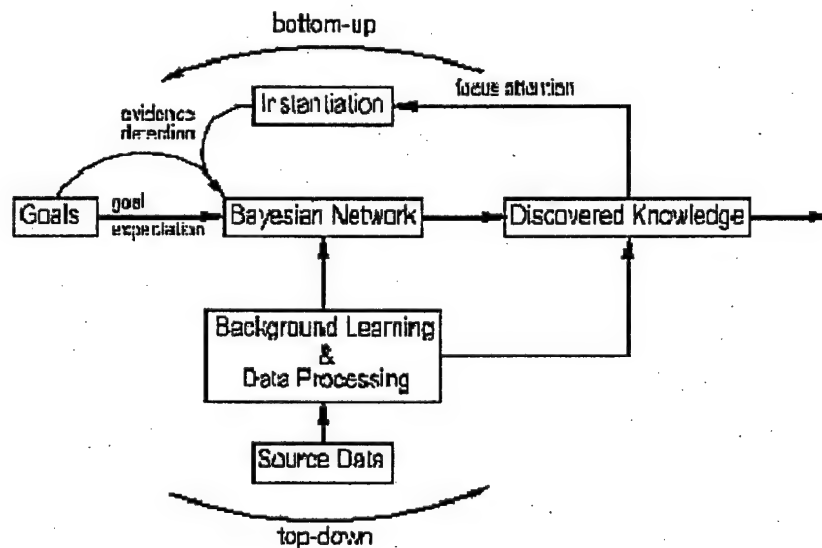 bottom-up
Instantiation
focus attention
evidence
detection
Goals
goal
expectation
Bayesian Network
Discovered Knowledge
Background Learning
&
Data Processing
Source Data
top-down